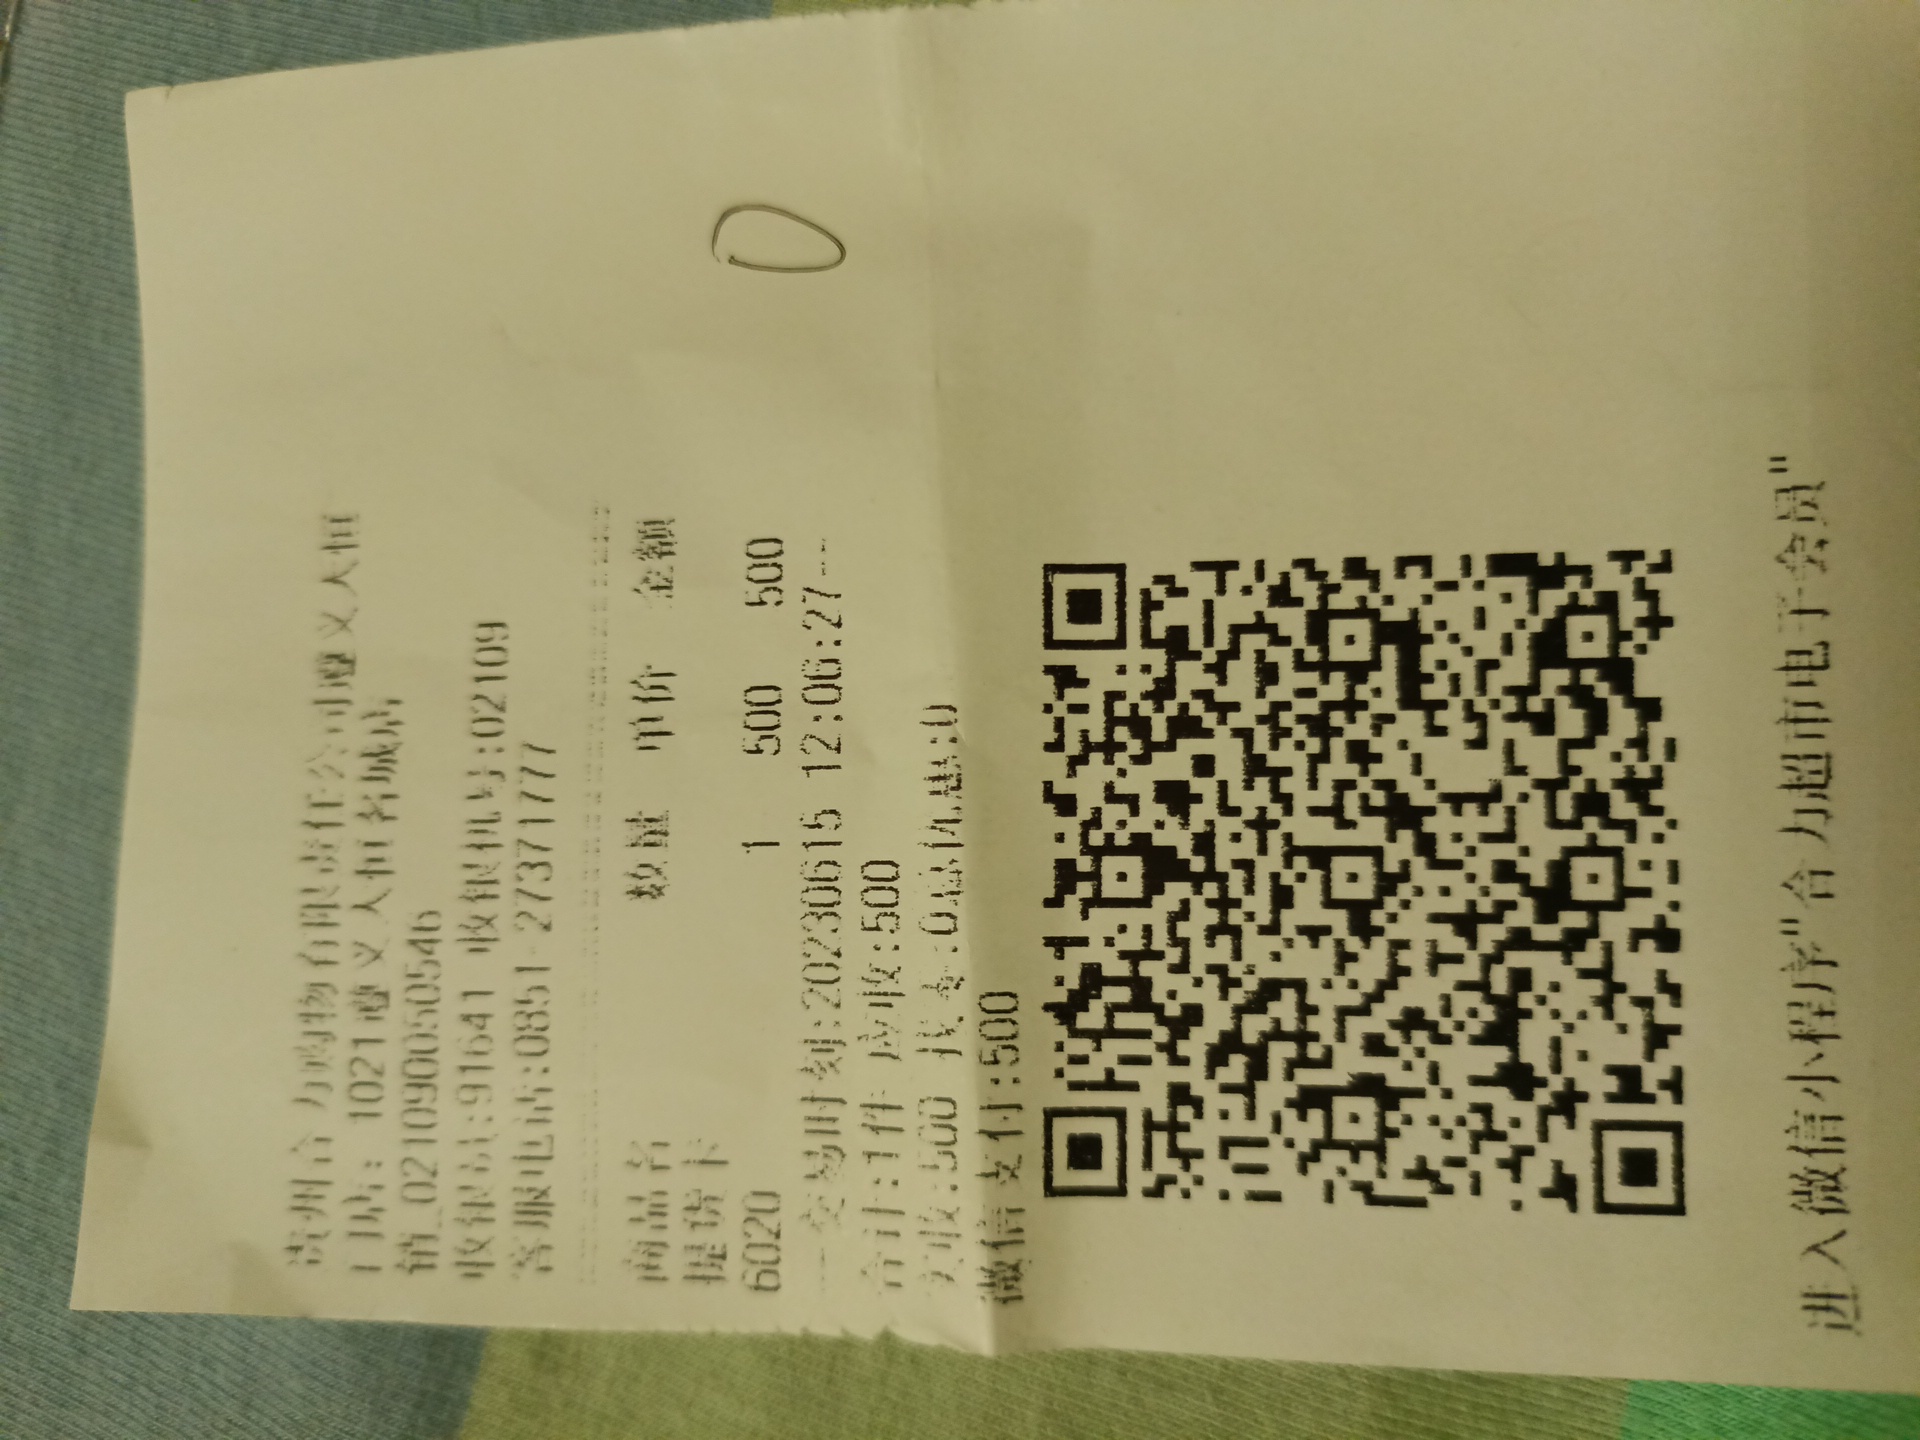 贵州合力购物有限责任公司遵义天恒
门店: 1021遵义天恒名城店
销_021090050546
收银员:91641 收银机号:02109
客服电话:0851-27371777
商品名 数量 单价 金额
提货卡
6020 1 500 500
---交易时刻:20230615 12:06:27---
合计:1件 应收:500
实收:500 找零:0总优惠:0
微信支付:500
进入微信小程序"合力超市电子会员"